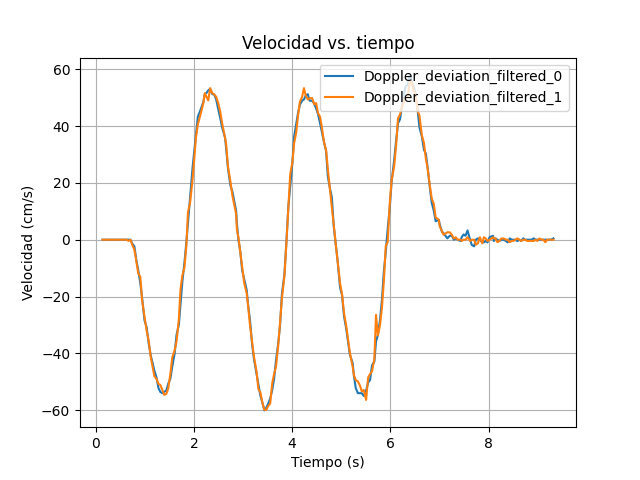 Velocidad vs. tiempo
Doppler_deviation_filtered_0
Doppler_deviation_filtered_1
60
40
20
0
−20
−40
−60
Velocidad (cm/s)
0 2 4 6 8
Tiempo (s)